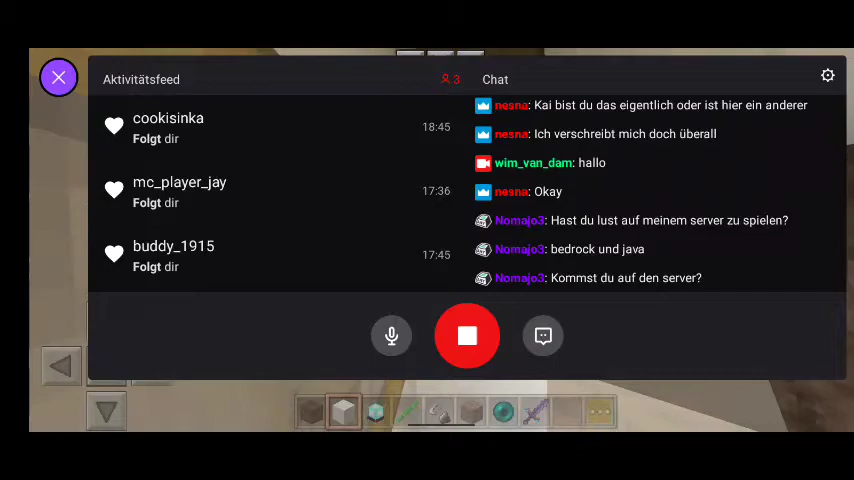 Aktivitätsfeed
3
cookisinka
Folgt dir
18:45
mc_player_jay
Folgt dir
17:36
buddy_1915
Folgt dir
17:45
Chat
nesna: Kai bist du das eigentlich oder ist hier ein anderer
nesna: Ich verschreibt mich doch überall
wim_van_dam: hallo
nesna: Okay
Nomajo3: Hast du lust auf meinem server zu spielen?
Nomajo3: bedrock und java
Nomajo3: Kommst du auf den server?